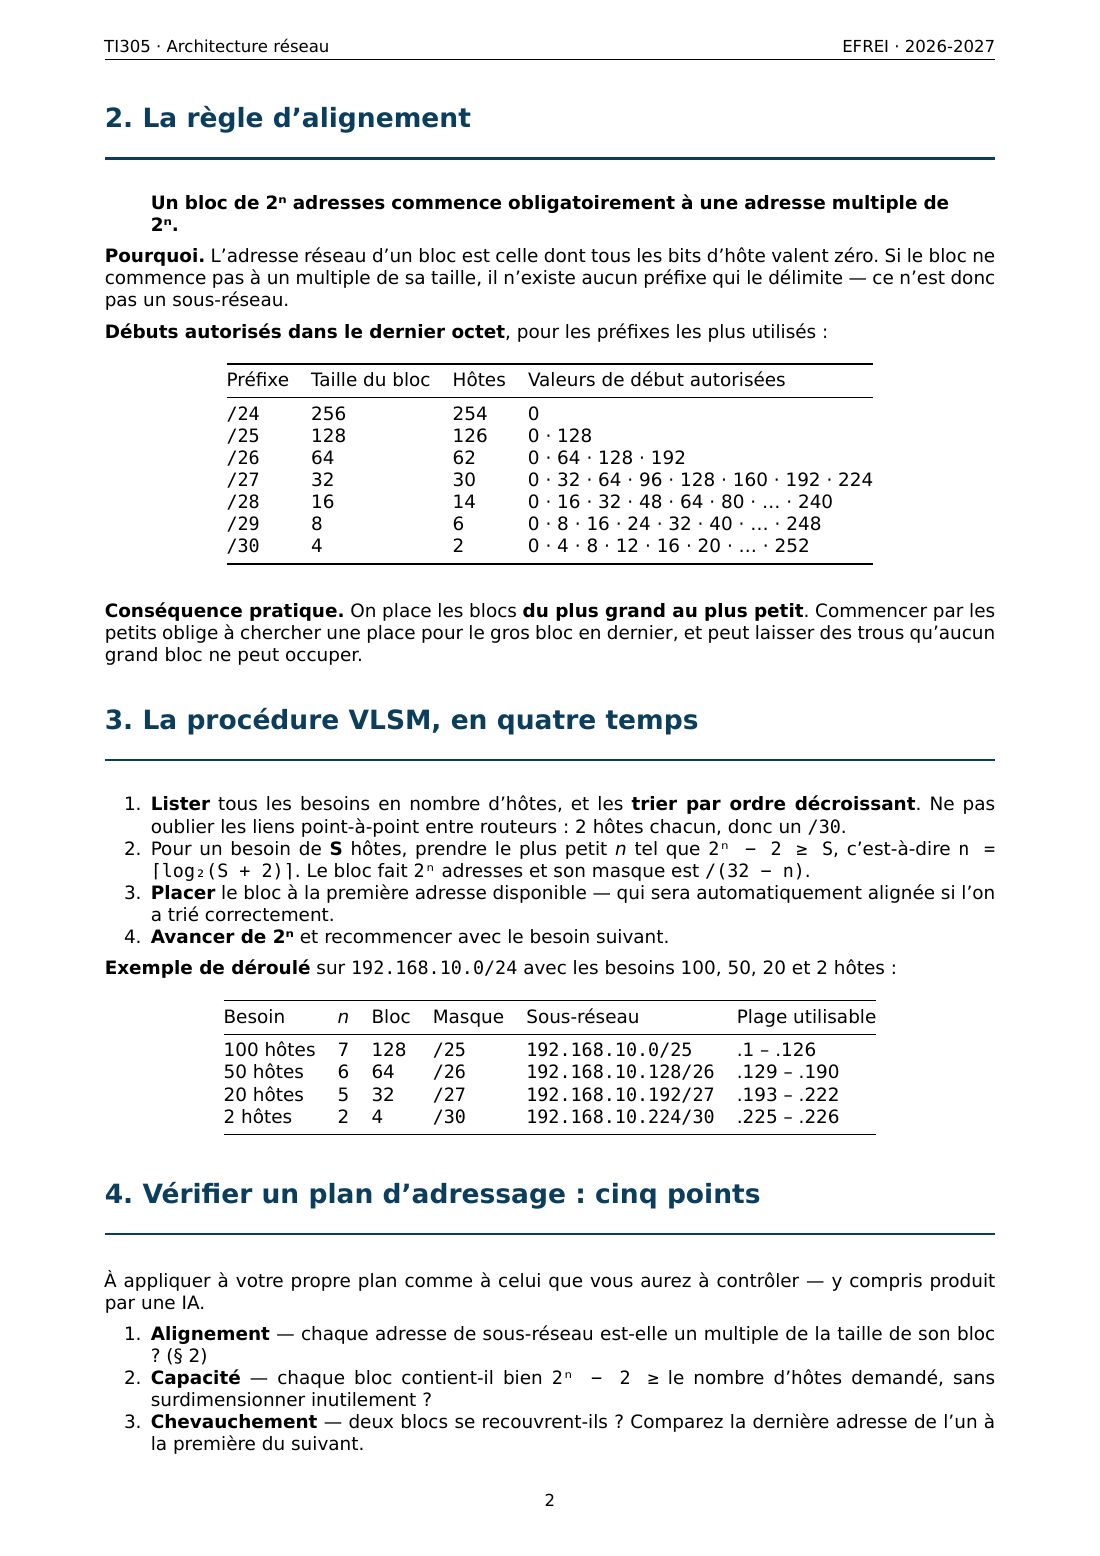 TI305 · Architecture réseau
EFREI · 2026-2027
2. La règle d’alignement
Un bloc de 2ⁿ adresses commence obligatoirement à une adresse multiple de
2ⁿ.
Pourquoi. L’adresse réseau d’un bloc est celle dont tous les bits d’hôte valent zéro. Si le bloc ne
commence pas à un multiple de sa taille, il n’existe aucun préfixe qui le délimite — ce n’est donc
pas un sous-réseau.
Débuts autorisés dans le dernier octet, pour les préfixes les plus utilisés :
Préfixe Taille du bloc Hôtes Valeurs de début autorisées
/24 256 254 0
/25 128 126 0 · 128
/26 64 62 0 · 64 · 128 · 192
/27 32 30 0 · 32 · 64 · 96 · 128 · 160 · 192 · 224
/28 16 14 0 · 16 · 32 · 48 · 64 · 80 · … · 240
/29 8 6 0 · 8 · 16 · 24 · 32 · 40 · … · 248
/30 4 2 0 · 4 · 8 · 12 · 16 · 20 · … · 252
Conséquence pratique. On place les blocs du plus grand au plus petit. Commencer par les
petits oblige à chercher une place pour le gros bloc en dernier, et peut laisser des trous qu’aucun
grand bloc ne peut occuper.
3. La procédure VLSM, en quatre temps
1. Lister tous les besoins en nombre d’hôtes, et les trier par ordre décroissant. Ne pas
oublier les liens point-à-point entre routeurs : 2 hôtes chacun, donc un /30.
2. Pour un besoin de S hôtes, prendre le plus petit n tel que 2ⁿ − 2 ≥ S, c’est-à-dire n =
⌈log₂(S + 2)⌉. Le bloc fait 2ⁿ adresses et son masque est /(32 − n).
3. Placer le bloc à la première adresse disponible — qui sera automatiquement alignée si l’on
a trié correctement.
4. Avancer de 2ⁿ et recommencer avec le besoin suivant.
Exemple de déroulé sur 192.168.10.0/24 avec les besoins 100, 50, 20 et 2 hôtes :
Besoin n Bloc Masque Sous-réseau Plage utilisable
100 hôtes 7 128 /25 192.168.10.0/25 .1 – .126
50 hôtes 6 64 /26 192.168.10.128/26 .129 – .190
20 hôtes 5 32 /27 192.168.10.192/27 .193 – .222
2 hôtes 2 4 /30 192.168.10.224/30 .225 – .226
4. Vérifier un plan d’adressage : cinq points
À appliquer à votre propre plan comme à celui que vous aurez à contrôler — y compris produit
par une IA.
1. Alignement — chaque adresse de sous-réseau est-elle un multiple de la taille de son bloc
? (§ 2)
2. Capacité — chaque bloc contient-il bien 2ⁿ − 2 ≥ le nombre d’hôtes demandé, sans
surdimensionner inutilement ?
3. Chevauchement — deux blocs se recouvrent-ils ? Comparez la dernière adresse de l’un à
la première du suivant.
2